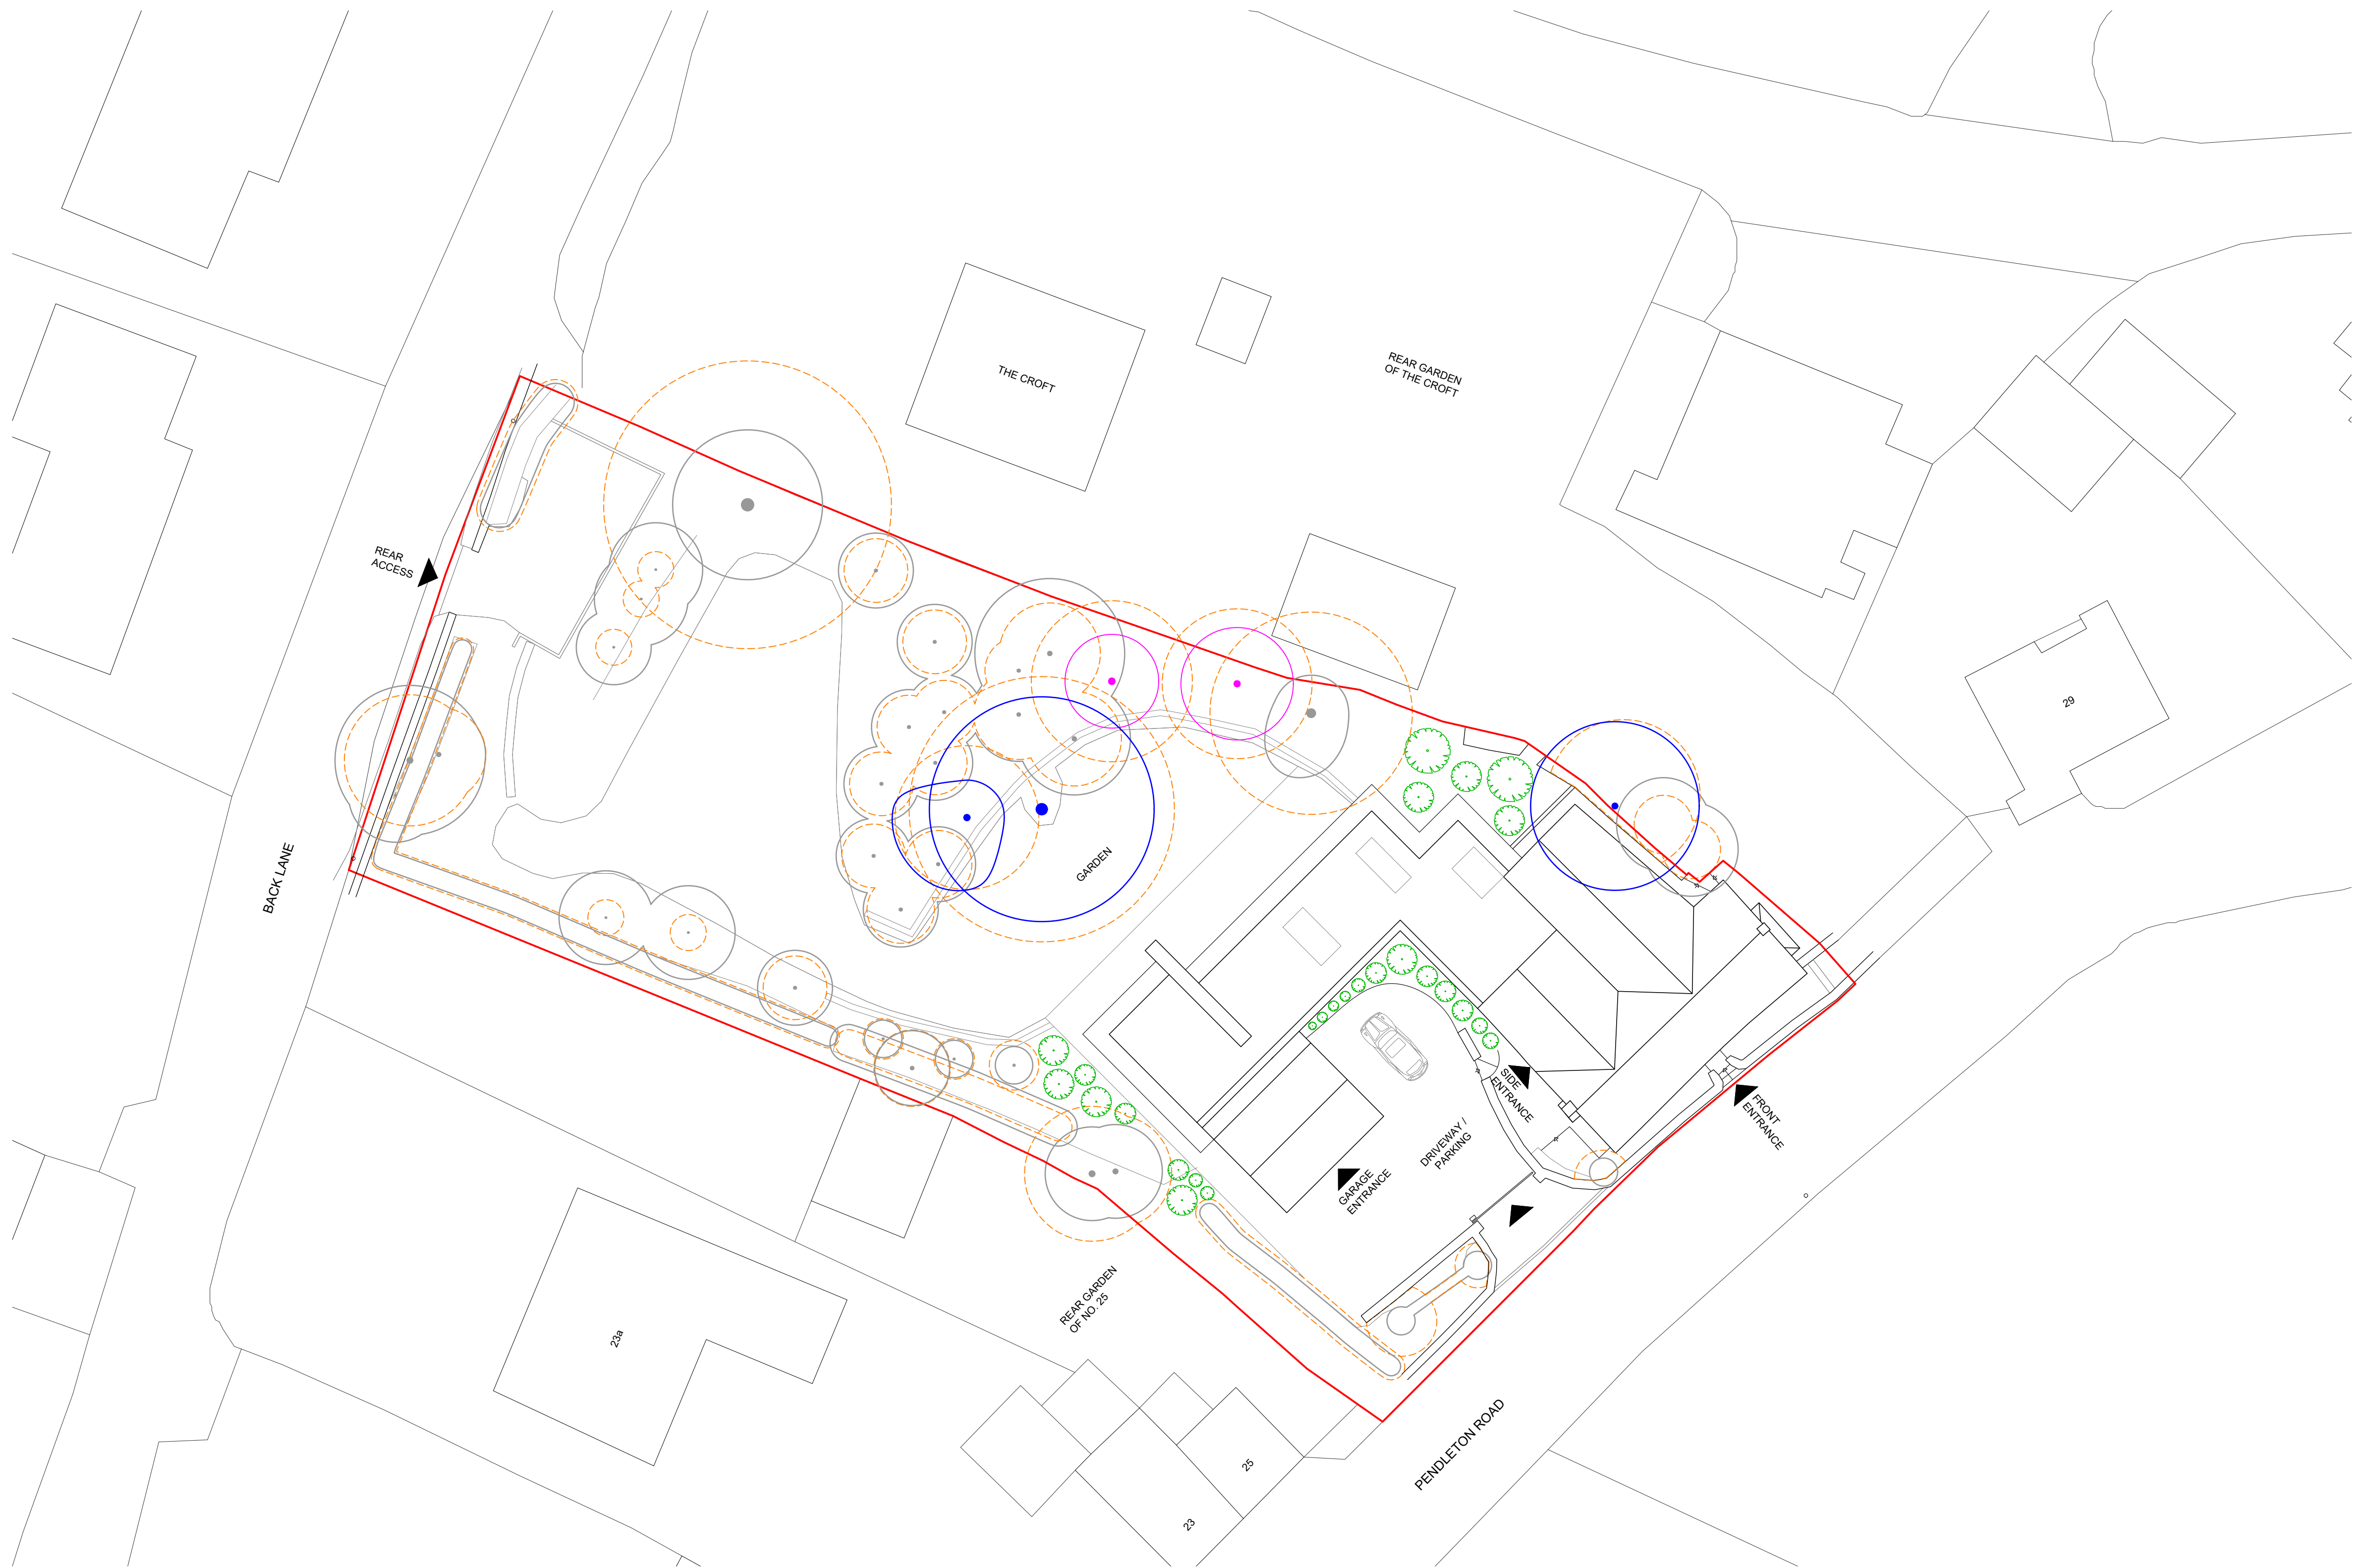 THE CROFT
REAR GARDEN
OF THE CROFT
REAR
ACCESS
29
BACK LANE
GARDEN
SIDE
ENTRANCE
FRONT
ENTRANCE
DRIVEWAY /
PARKING
GARAGE
ENTRANCE
REAR GARDEN
OF NO. 25
23a
PENDLETON ROAD
25
23